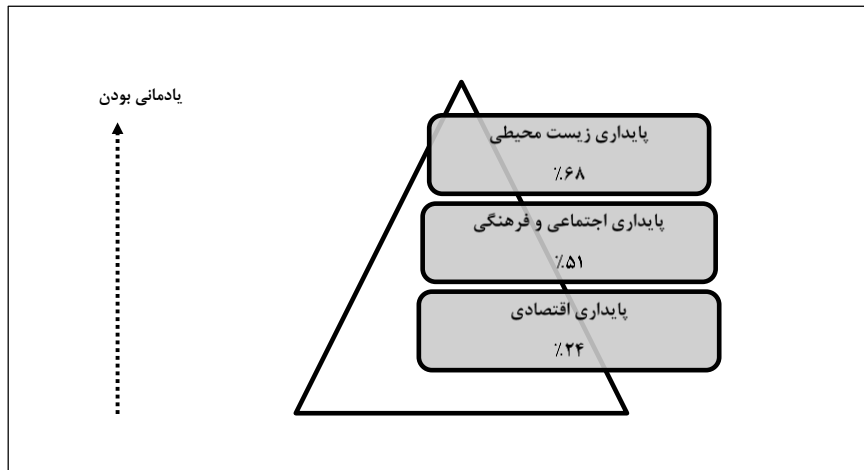 یادمانی بودن
پایداری زیست محیطی
٪۶۸
پایداری اجتماعی و فرهنگی
٪۵۱
پایداری اقتصادی
٪۲۴